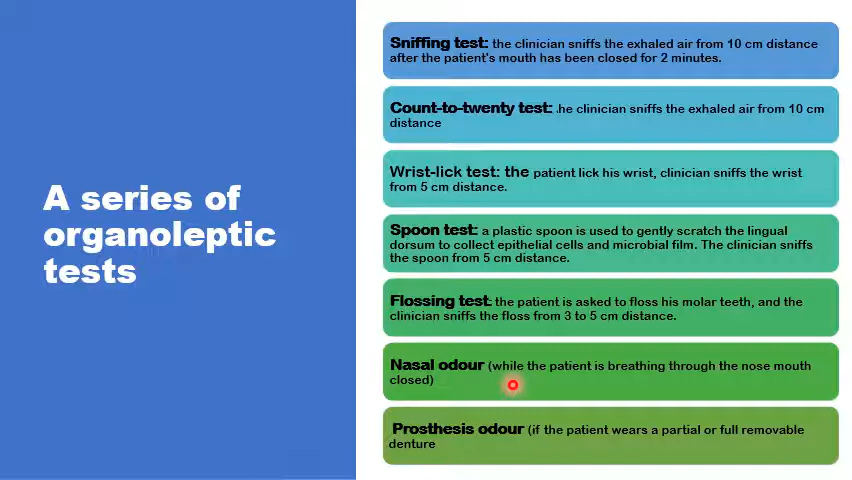 A series of
organoleptic
tests
Sniffing test: the clinician sniffs the exhaled air from 10 cm distance
after the patient's mouth has been closed for 2 minutes.
Count-to-twenty test: .he clinician sniffs the exhaled air from 10 cm
distance
Wrist-lick test: the patient lick his wrist, clinician sniffs the wrist
from 5 cm distance.
Spoon test: a plastic spoon is used to gently scratch the lingual
dorsum to collect epithelial cells and microbial film. The clinician sniffs
the spoon from 5 cm distance.
Flossing test: the patient is asked to floss his molar teeth, and the
clinician sniffs the floss from 3 to 5 cm distance.
Nasal odour (while the patient is breathing through the nose mouth
closed)
Prosthesis odour (if the patient wears a partial or full removable
denture